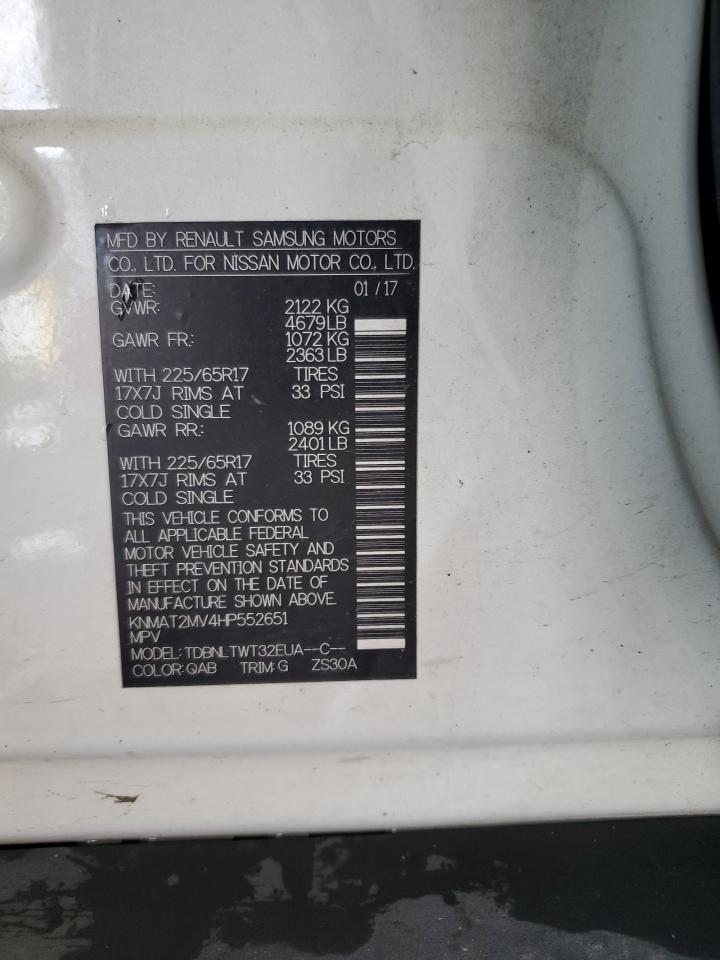 MFD BY RENAULT SAMSUNG MOTORS
CO., LTD. FOR NISSAN MOTOR CO., LTD.
DATE: 01 / 17
GVWR: 2122 KG
4679 LB
GAWR FR: 1072 KG
2363 LB
WITH 225/65R17 TIRES
17X7J RIMS AT 33 PSI
COLD SINGLE
GAWR RR: 1089 KG
2401 LB
WITH 225/65R17 TIRES
17X7J RIMS AT 33 PSI
COLD SINGLE
THIS VEHICLE CONFORMS TO
ALL APPLICABLE FEDERAL
MOTOR VEHICLE SAFETY AND
THEFT PREVENTION STANDARDS
IN EFFECT ON THE DATE OF
MANUFACTURE SHOWN ABOVE.
KNMAT2MV4HP552651
MPV
MODEL: TDBNLTWT32EUA--C--
COLOR: QAB TRIM: G ZS30A